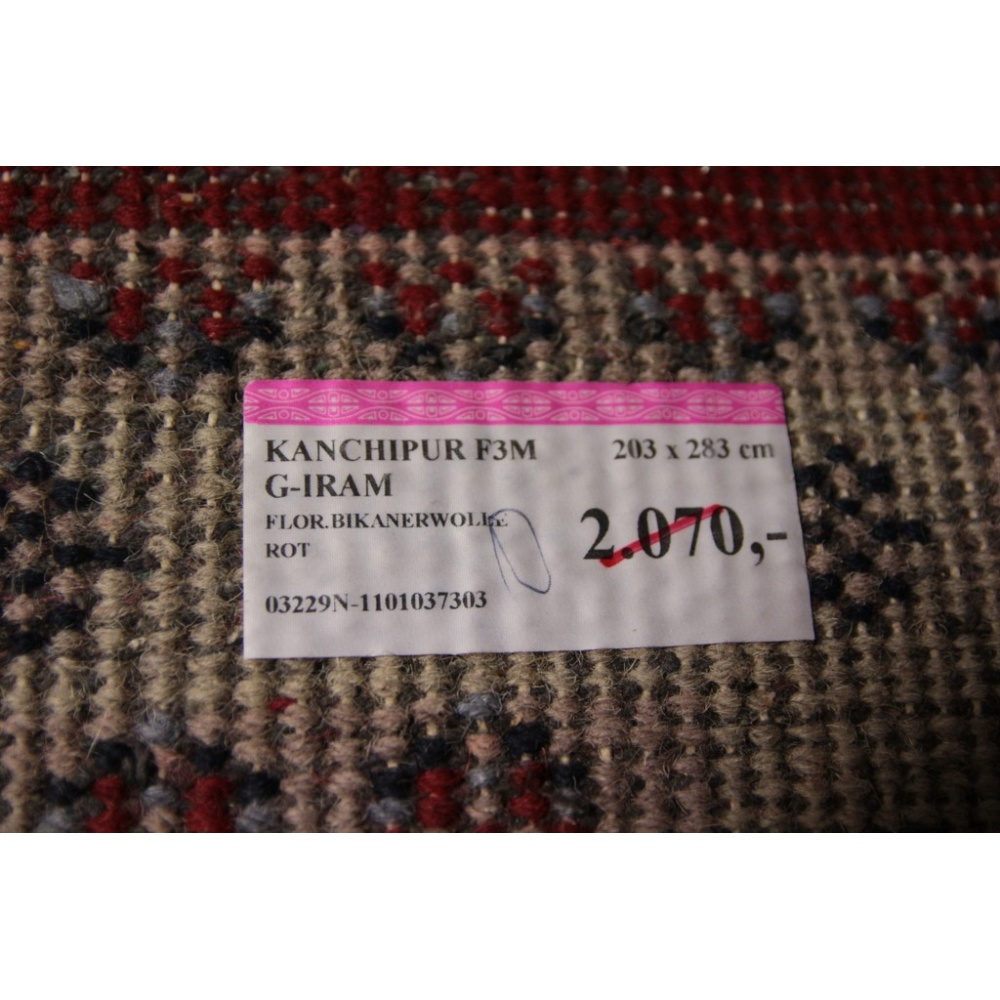 KANCHIPUR F3M 203 x 283 cm
G-IRAM
FLOR.BIKANERWOLLE
ROT
2.070,-
03229N-1101037303